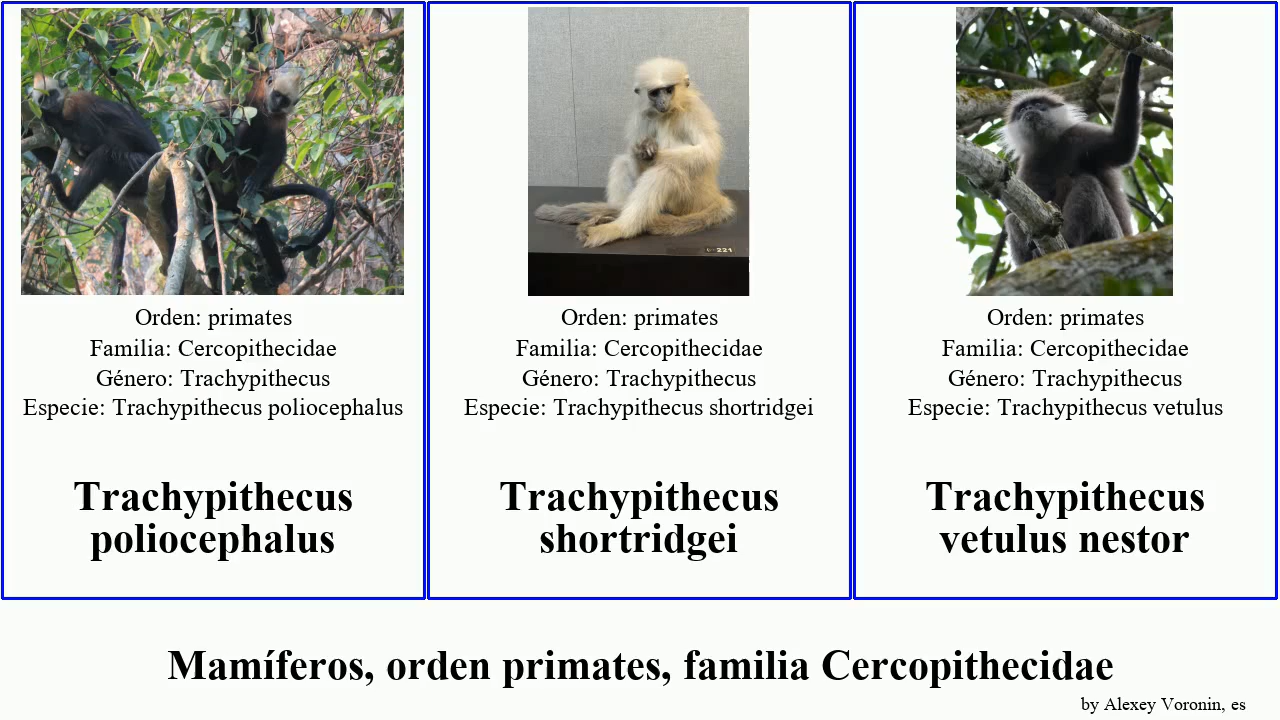 Orden: primates
Familia: Cercopithecidae
Género: Trachypithecus
Especie: Trachypithecus poliocephalus
Trachypithecus
poliocephalus
221
Orden: primates
Familia: Cercopithecidae
Género: Trachypithecus
Especie: Trachypithecus shortridgei
Trachypithecus
shortridgei
Orden: primates
Familia: Cercopithecidae
Género: Trachypithecus
Especie: Trachypithecus vetulus
Trachypithecus
vetulus nestor
Mamíferos, orden primates, familia Cercopithecidae
by Alexey Voronin, es